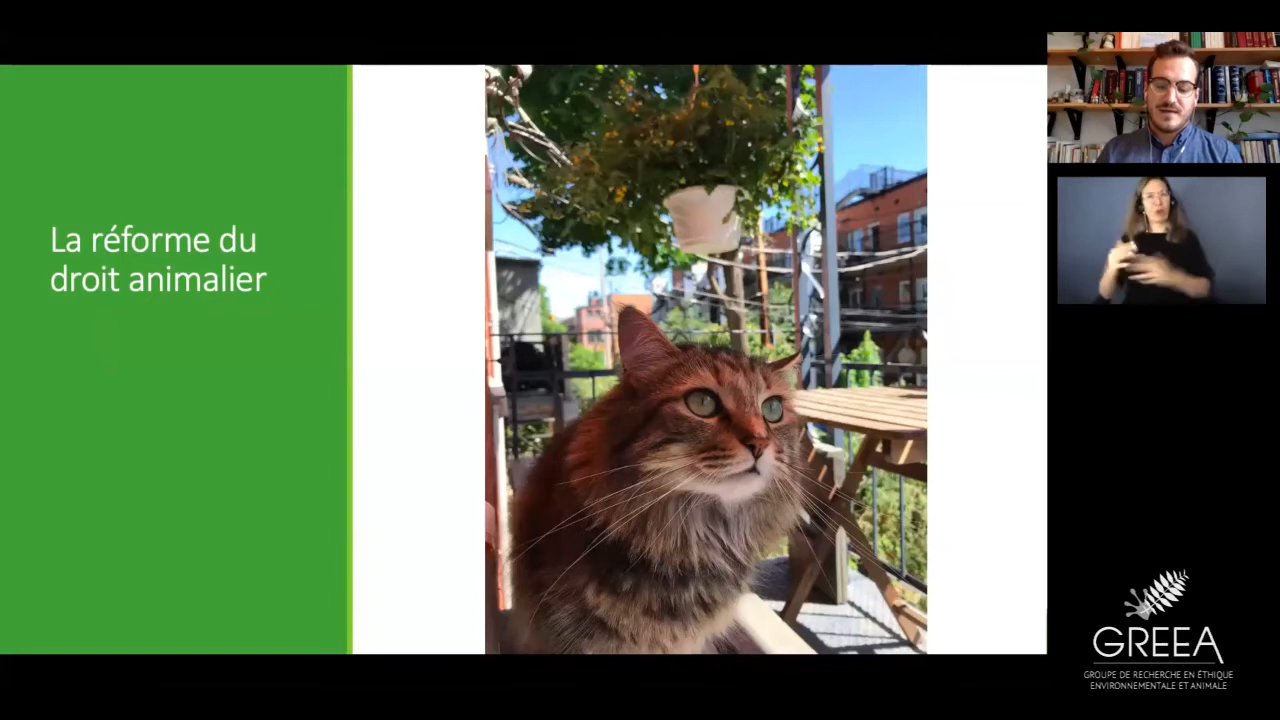 La réforme du
droit animalier
GREEA
GROUPE DE RECHERCHE EN ÉTHIQUE
ENVIRONNEMENTALE ET ANIMALE